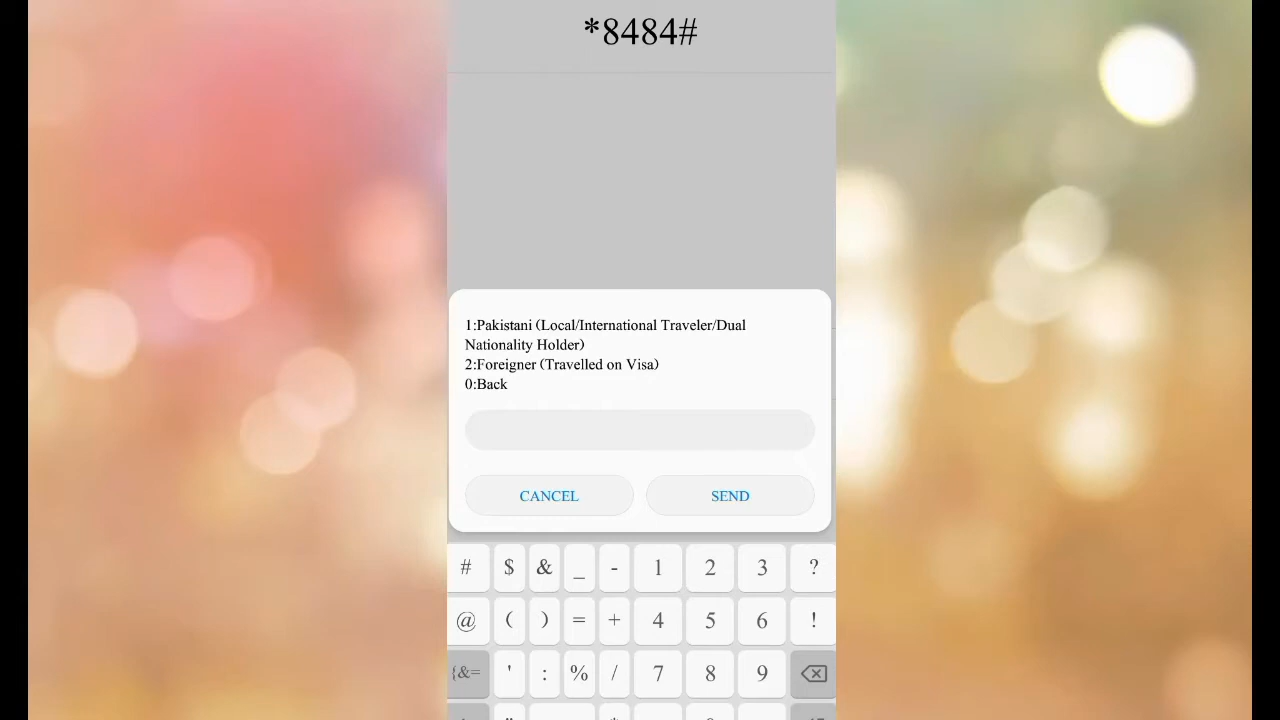 *8484#
1:Pakistani (Local/International Traveler/Dual
Nationality Holder)
2:Foreigner (Travelled on Visa)
0:Back
CANCEL SEND
# $ & _ - 1 2 3 ?
@ ( ) = + 4 5 6 !
{&= ' : % / 7 8 9